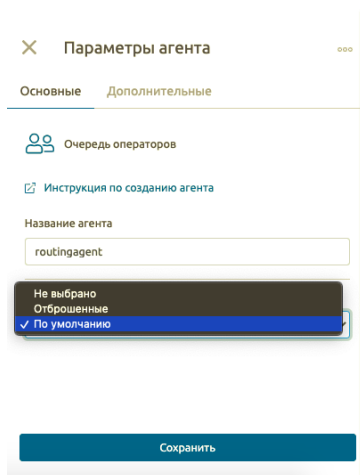 Параметры агента
Основные Дополнительные
Очередь операторов
Инструкция по созданию агента
Название агента
routingagent
Не выбрано
Отброшенные
✓ По умолчанию
Сохранить